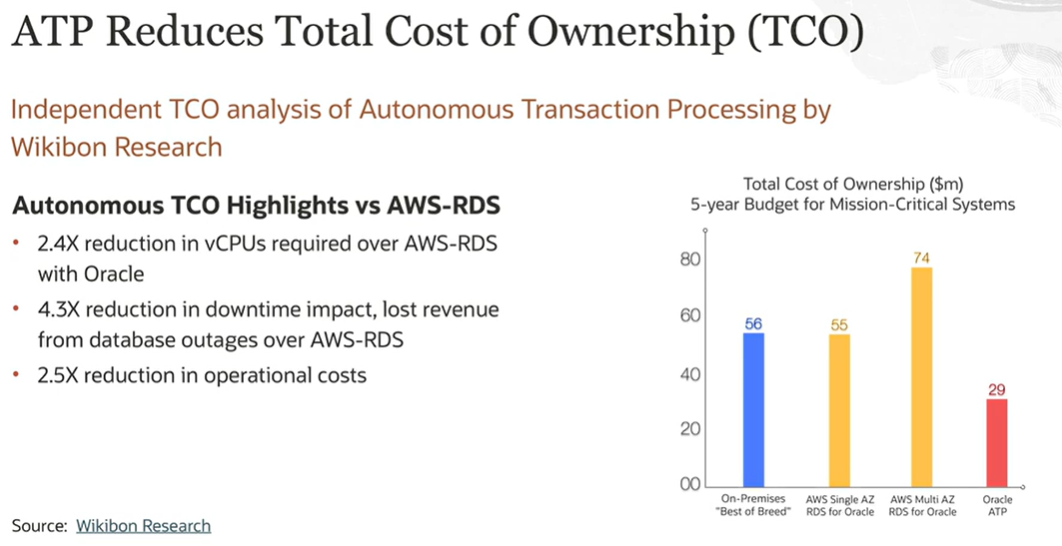 ATP Reduces Total Cost of Ownership (TCO)
Independent TCO analysis of Autonomous Transaction Processing by
Wikibon Research
Autonomous TCO Highlights vs AWS-RDS
• 2.4X reduction in vCPUs required over AWS-RDS
with Oracle
• 4.3X reduction in downtime impact, lost revenue
from database outages over AWS-RDS
• 2.5X reduction in operational costs
Source: Wikibon Research
Total Cost of Ownership ($m)
5-year Budget for Mission-Critical Systems
80
60
40
20
00
56
55
74
29
On-Premises
"Best of Breed"
AWS Single AZ
RDS for Oracle
AWS Multi AZ
RDS for Oracle
Oracle
ATP